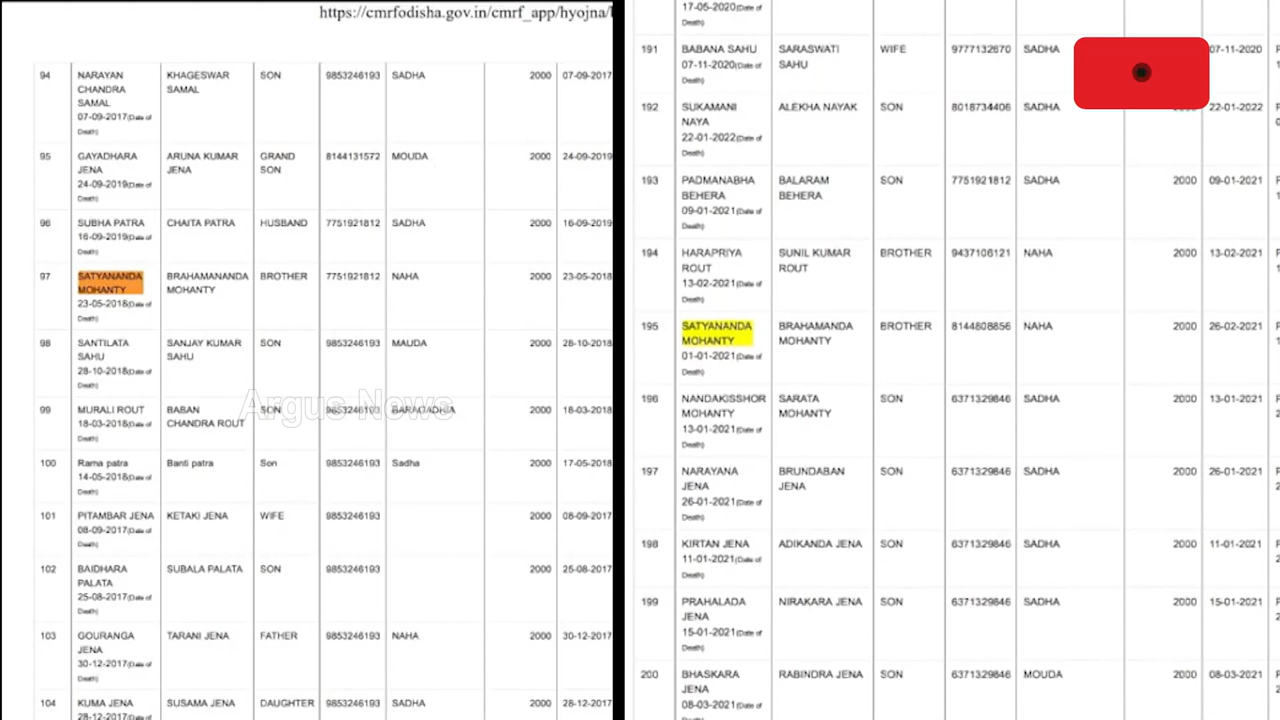 https://cmrfodisha.gov.in/cmrf_app/hyojna/
94 NARAYAN KHAGESWAR SON 9853246193 SADHA 2000 07-09-2017
CHANDRA SAMAL
SAMAL
07-09-2017(Date of
Death)
95 GAYADHARA ARUNA KUMAR GRAND 8144131572 MOUDA 2000 24-09-2019
JENA JENA SON
24-09-2019(Date of
Death)
96 SUBHA PATRA CHAITA PATRA HUSBAND 7751921812 SADHA 2000 16-09-2019
16-09-2019(Date of
Death)
97 SATYANANDA BRAHAMANANDA BROTHER 7751921812 NAHA 2000 23-05-2018
MOHANTY MOHANTY
23-05-2018(Date of
Death)
98 SANTILATA SANJAY KUMAR SON 9853246193 MAUDA 2000 28-10-2018
SAHU SAHU
28-10-2018(Date of
Death)
99 MURALI ROUT BABAN SON 9853246193 BARAGADHIA 2000 18-03-2018
18-03-2018(Date of CHANDRA ROUT
Death)
Argus News
100 Rama patra Banti patra Son 9853246193 Sadha 2000 17-05-2018
14-05-2018(Date of
Death)
101 PITAMBAR JENA KETAKI JENA WIFE 9853246193 2000 08-09-2017
08-09-2017(Date of
Death)
102 BAIDHARA SUBALA PALATA SON 9853246193 2000 25-08-2017
PALATA
25-08-2017(Date of
Death)
103 GOURANGA TARANI JENA FATHER 9853246193 NAHA 2000 30-12-2017
JENA
30-12-2017(Date of
Death)
104 KUMA JENA SUSAMA JENA DAUGHTER 9853246193 SADHA 2000 28-12-2017
28-12-2017(Date of
17-05-2020(Date of
Death)
191 BABANA SAHU SARASWATI WIFE 9777132670 SADHA 07-11-2020
07-11-2020(Date of SAHU
Death)
192 SUKAMANI ALEKHA NAYAK SON 8018734406 SADHA 22-01-2022
NAYA
22-01-2022(Date of
Death)
193 PADMANABHA BALARAM SON 7751921812 SADHA 2000 09-01-2021
BEHERA BEHERA
09-01-2021(Date of
Death)
194 HARAPRIYA SUNIL KUMAR BROTHER 9437106121 NAHA 2000 13-02-2021
ROUT ROUT
13-02-2021(Date of
Death)
195 SATYANANDA BRAHAMANDA BROTHER 8144808856 NAHA 2000 26-02-2021
MOHANTY MOHANTY
01-01-2021(Date of
Death)
196 NANDAKISSHOR SARATA SON 6371329846 SADHA 2000 13-01-2021
MOHANTY MOHANTY
13-01-2021(Date of
Death)
197 NARAYANA BRUNDABAN SON 6371329846 SADHA 2000 26-01-2021
JENA JENA
26-01-2021(Date of
Death)
198 KIRTAN JENA ADIKANDA JENA SON 6371329846 SADHA 2000 11-01-2021
11-01-2021(Date of
Death)
199 PRAHALADA NIRAKARA JENA SON 6371329846 SADHA 2000 15-01-2021
JENA
15-01-2021(Date of
Death)
200 BHASKARA RABINDRA JENA SON 6371329846 MOUDA 2000 08-03-2021
JENA
08-03-2021(Date of
Death)